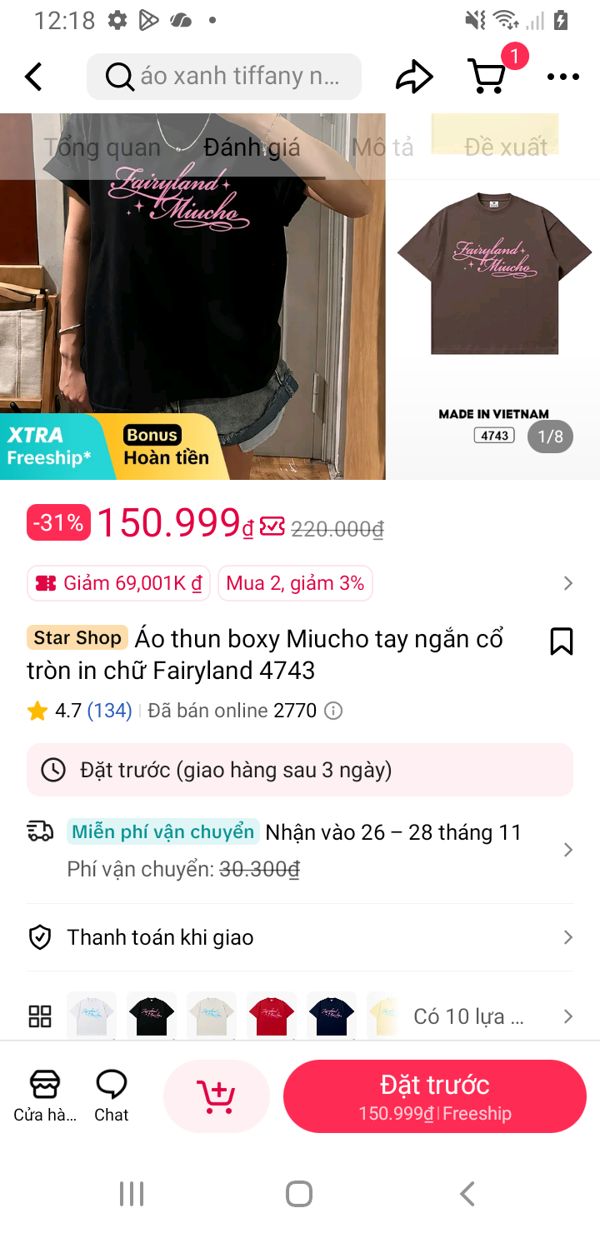 12:18
áo xanh tiffany n...
1
Tổng quan
Đánh giá
Mô tả
Đề xuất
Fairyland
Miucho
Fairyland
Miucho
MADE IN VIETNAM
4743
1/8
XTRA
Freeship*
Bonus
Hoàn tiền
-31% 150.999đ 220.000đ
Giảm 69,001K đ
Mua 2, giảm 3%
Star Shop Áo thun boxy Miucho tay ngắn cổ
tròn in chữ Fairyland 4743
4.7 (134) Đã bán online 2770
Đặt trước (giao hàng sau 3 ngày)
Miễn phí vận chuyển Nhận vào 26 – 28 tháng 11
Phí vận chuyển: 30.300đ
Thanh toán khi giao
Có 10 lựa ...
Cửa hà...
Chat
Đặt trước
150.999đ | Freeship